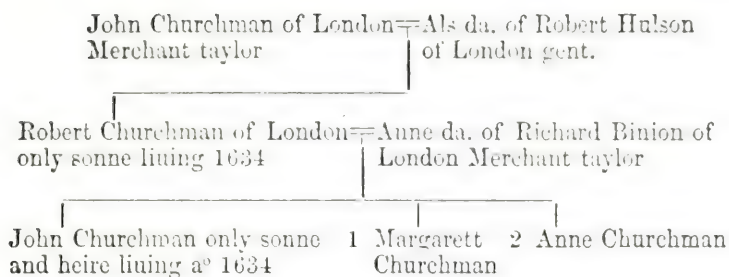 John Churchman of London=Als da. of Robert Hulson
Merchant taylor of London gent.
Robert Churchman of London=Anne da. of Richard Binion of
only sonne liuing 1634 London Merchant taylor
John Churchman only sonne 1 Margarett 2 Anne Churchman
and heire liuing aº 1634 Churchman